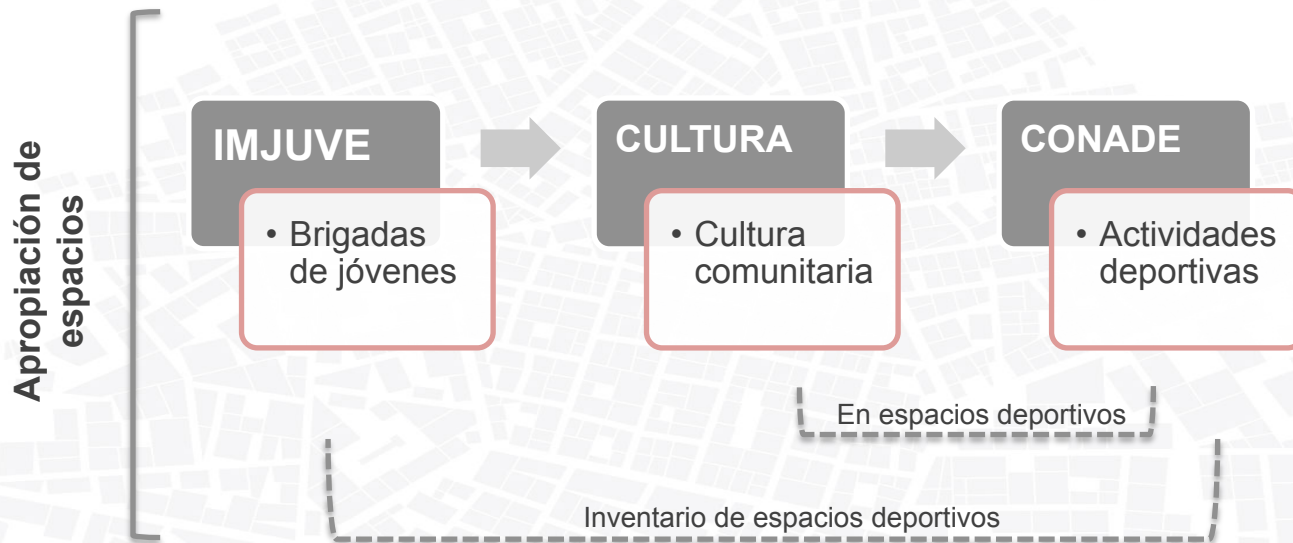 Apropiación de
espacios
IMJUVE
• Brigadas
de jóvenes
CULTURA
• Cultura
comunitaria
CONADE
• Actividades
deportivas
En espacios deportivos
Inventario de espacios deportivos